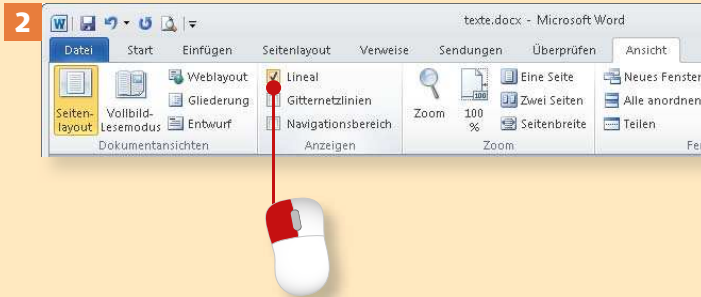 2
texte.docx - Microsoft Word
Datei Start Einfügen Seitenlayout Verweise Sendungen Überprüfen Ansicht
Seiten-
layout
Vollbild-
Lesemodus
Weblayout
Gliederung
Entwurf
Dokumentansichten
Lineal
Gitternetzlinien
Navigationsbereich
Anzeigen
Zoom
100
%
Eine Seite
Zwei Seiten
Seitenbreite
Zoom
Neues Fenster
Alle anordnen
Teilen
Fe